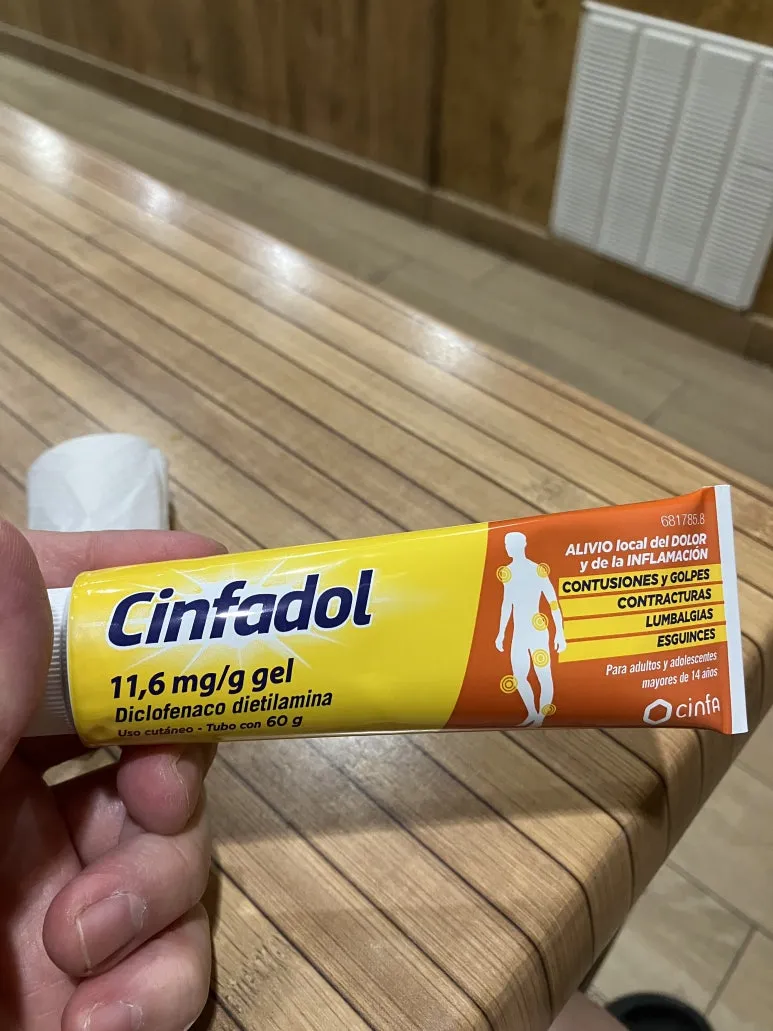 Cinfadol
11,6 mg/g gel
Diclofenaco dietilamina
Uso cutáneo - Tubo con 60 g
681785.8
ALIVIO local del DOLOR
y de la INFLAMACIÓN
CONTUSIONES y GOLPES
CONTRACTURAS
LUMBALGIAS
ESGUINCES
Para adultos y adolescentes
mayores de 14 años
cinfa